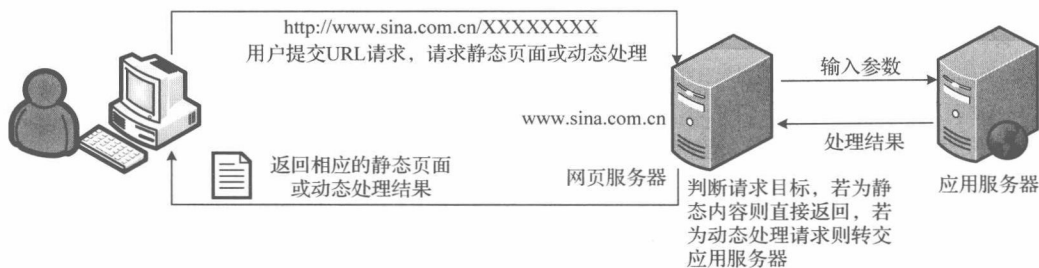 http://www.sina.com.cn/XXXXXXXX
用户提交URL请求，请求静态页面或动态处理
输入参数
www.sina.com.cn
处理结果
返回相应的静态页面
或动态处理结果
网页服务器
判断请求目标，若为静
态内容则直接返回，若
为动态处理请求则转交
应用服务器
应用服务器